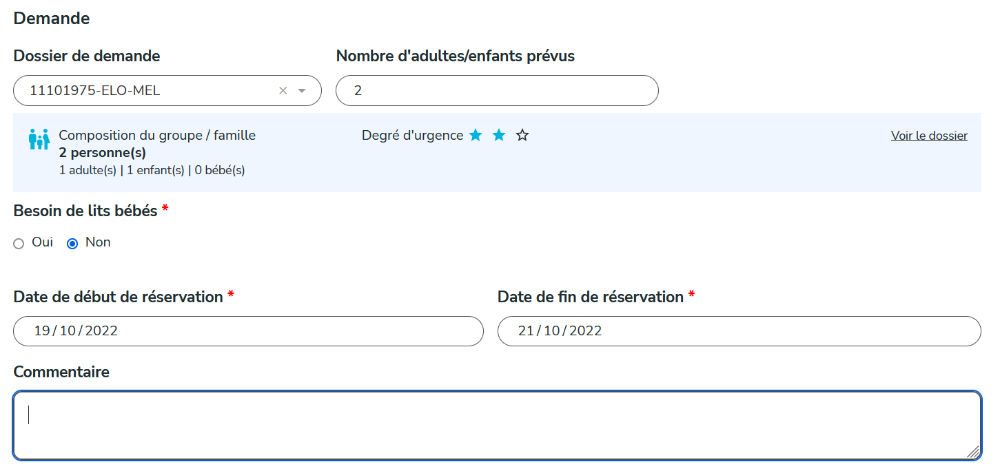 Demande
Dossier de demande
Nombre d'adultes/enfants prévus
11101975-ELO-MEL
2
Composition du groupe / famille
2 personne(s)
1 adulte(s) | 1 enfant(s) | 0 bébé(s)
Degré d'urgence
Voir le dossier
Besoin de lits bébés *
Oui Non
Date de début de réservation *
Date de fin de réservation *
19/10/2022
21/10/2022
Commentaire